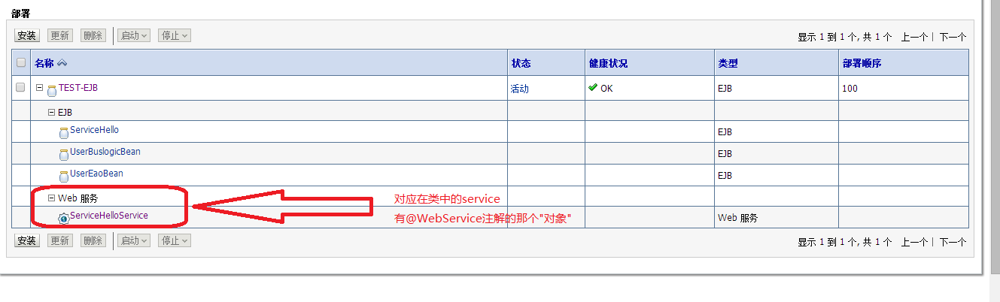 部署
安装 更新 删除 启动 停止 显示 1 到 1 个, 共 1 个 上一个 | 下一个
名称 状态 健康状况 类型 部署顺序
TEST-EJB 活动 OK EJB 100
EJB
ServiceHello EJB
UserBuslogicBean EJB
UserEaoBean EJB
Web 服务 对应在类中的service
ServiceHelloService 有@WebService注解的那个"对象" Web 服务
安装 更新 删除 启动 停止 显示 1 到 1 个, 共 1 个 上一个 | 下一个